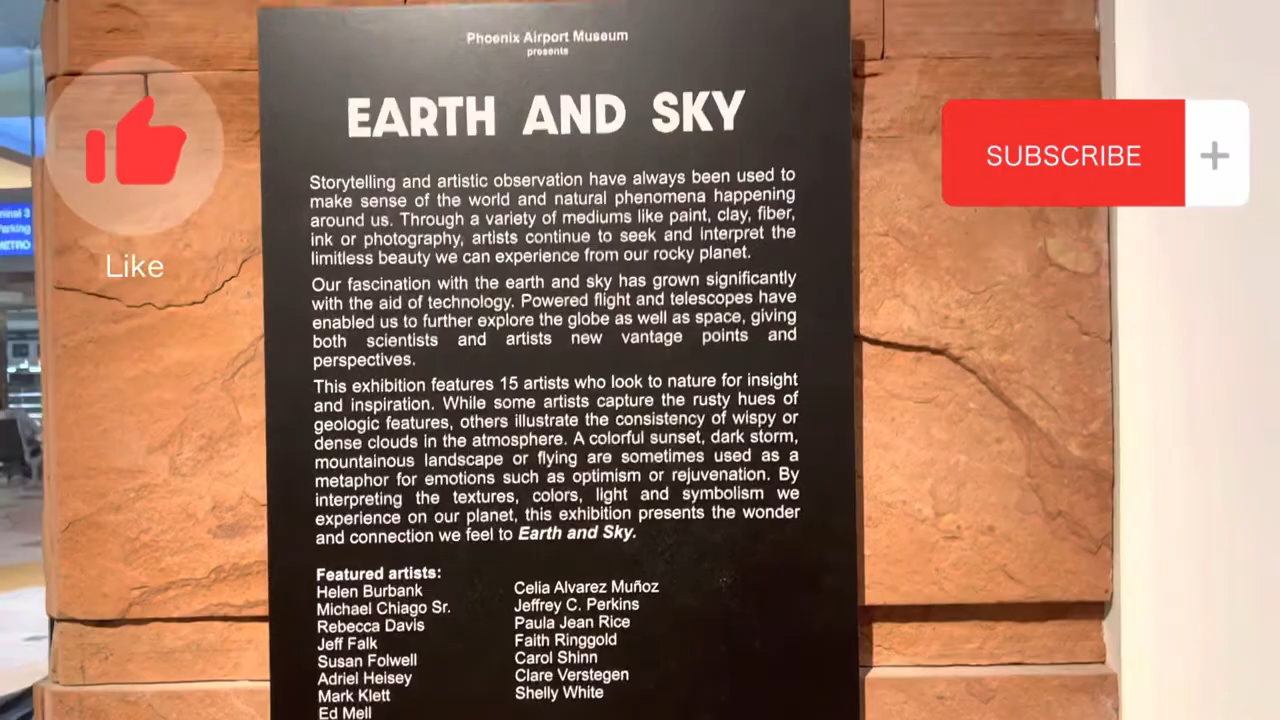 Phoenix Airport Museum
presents
EARTH AND SKY
Storytelling and artistic observation have always been used to
make sense of the world and natural phenomena happening
around us. Through a variety of mediums like paint, clay, fiber,
ink or photography, artists continue to seek and interpret the
limitless beauty we can experience from our rocky planet.
Our fascination with the earth and sky has grown significantly
with the aid of technology. Powered flight and telescopes have
enabled us to further explore the globe as well as space, giving
both scientists and artists new vantage points and
perspectives.
This exhibition features 15 artists who look to nature for insight
and inspiration. While some artists capture the rusty hues of
geologic features, others illustrate the consistency of wispy or
dense clouds in the atmosphere. A colorful sunset, dark storm,
mountainous landscape or flying are sometimes used as a
metaphor for emotions such as optimism or rejuvenation. By
interpreting the textures, colors, light and symbolism we
experience on our planet, this exhibition presents the wonder
and connection we feel to Earth and Sky.
Featured artists:
Helen Burbank
Michael Chiago Sr.
Rebecca Davis
Jeff Falk
Susan Folwell
Adriel Heisey
Mark Klett
Ed Mell
Celia Alvarez Muñoz
Jeffrey C. Perkins
Paula Jean Rice
Faith Ringgold
Carol Shinn
Clare Verstegen
Shelly White
Like
SUBSCRIBE
+